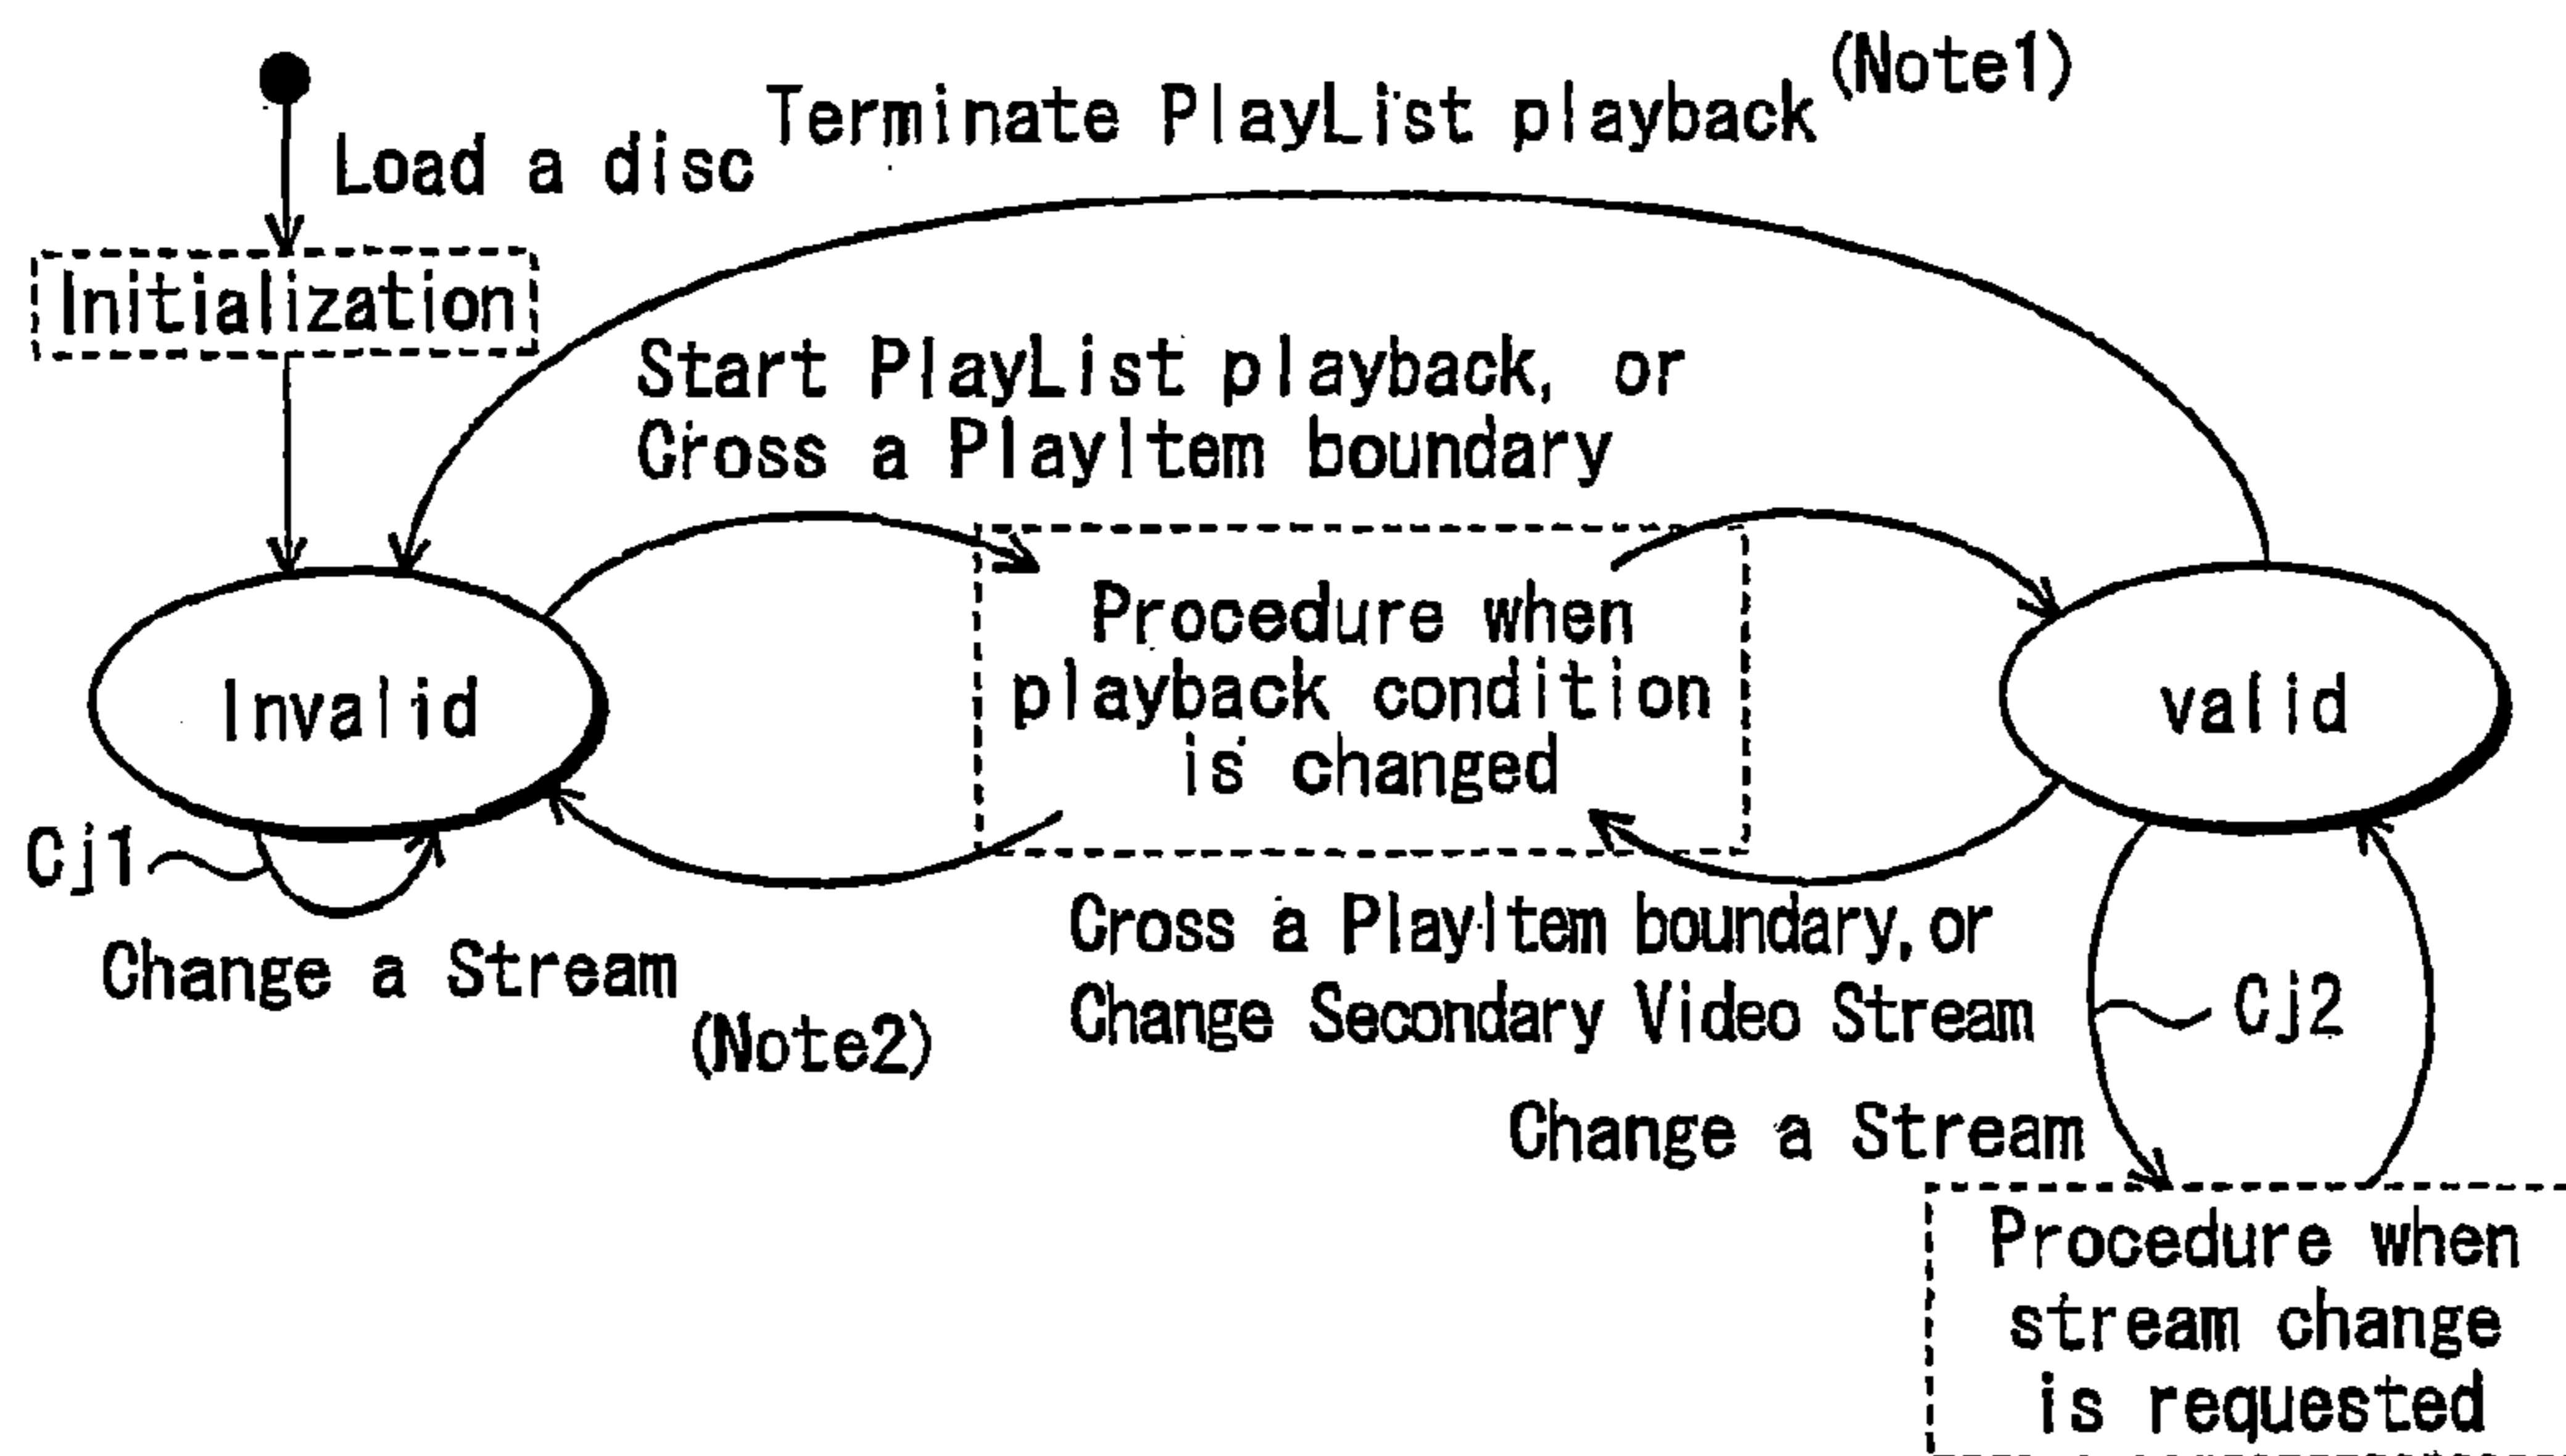 (Note1)
Terminate PlayList playback
Load a disc
Initialization
Start PlayList playback, or
Cross a PlayItem boundary
Invalid
Procedure when
playback condition
is changed
valid
Cj1
Change a Stream
(Note2)
Cross a PlayItem boundary, or
Change Secondary Video Stream
Cj2
Change a Stream
Procedure when
stream change
is requested